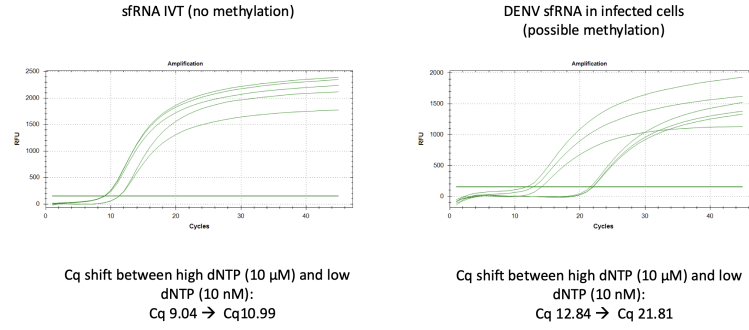 sfRNA IVT (no methylation)
DENV sfRNA in infected cells
(possible methylation)
Amplification
2500
2000
1500
1000
500
0
RFU
0
10
20
30
40
Cycles
Amplification
2000
1500
1000
500
0
RFU
0
10
20
30
40
Cycles
Cq shift between high dNTP (10 µM) and low
dNTP (10 nM):
Cq 9.04 → Cq10.99
Cq shift between high dNTP (10 µM) and low
dNTP (10 nM):
Cq 12.84 → Cq 21.81